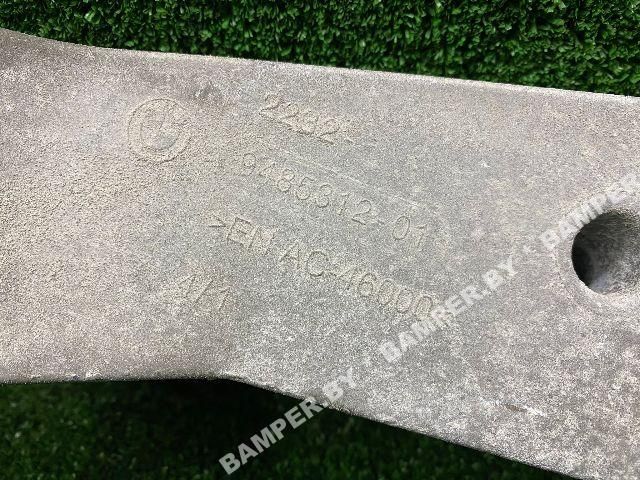 2232-
9485312-01
>EN AC-46000
4/1
BAMPER.BY • BAMPER.BY • BAMPER.BY